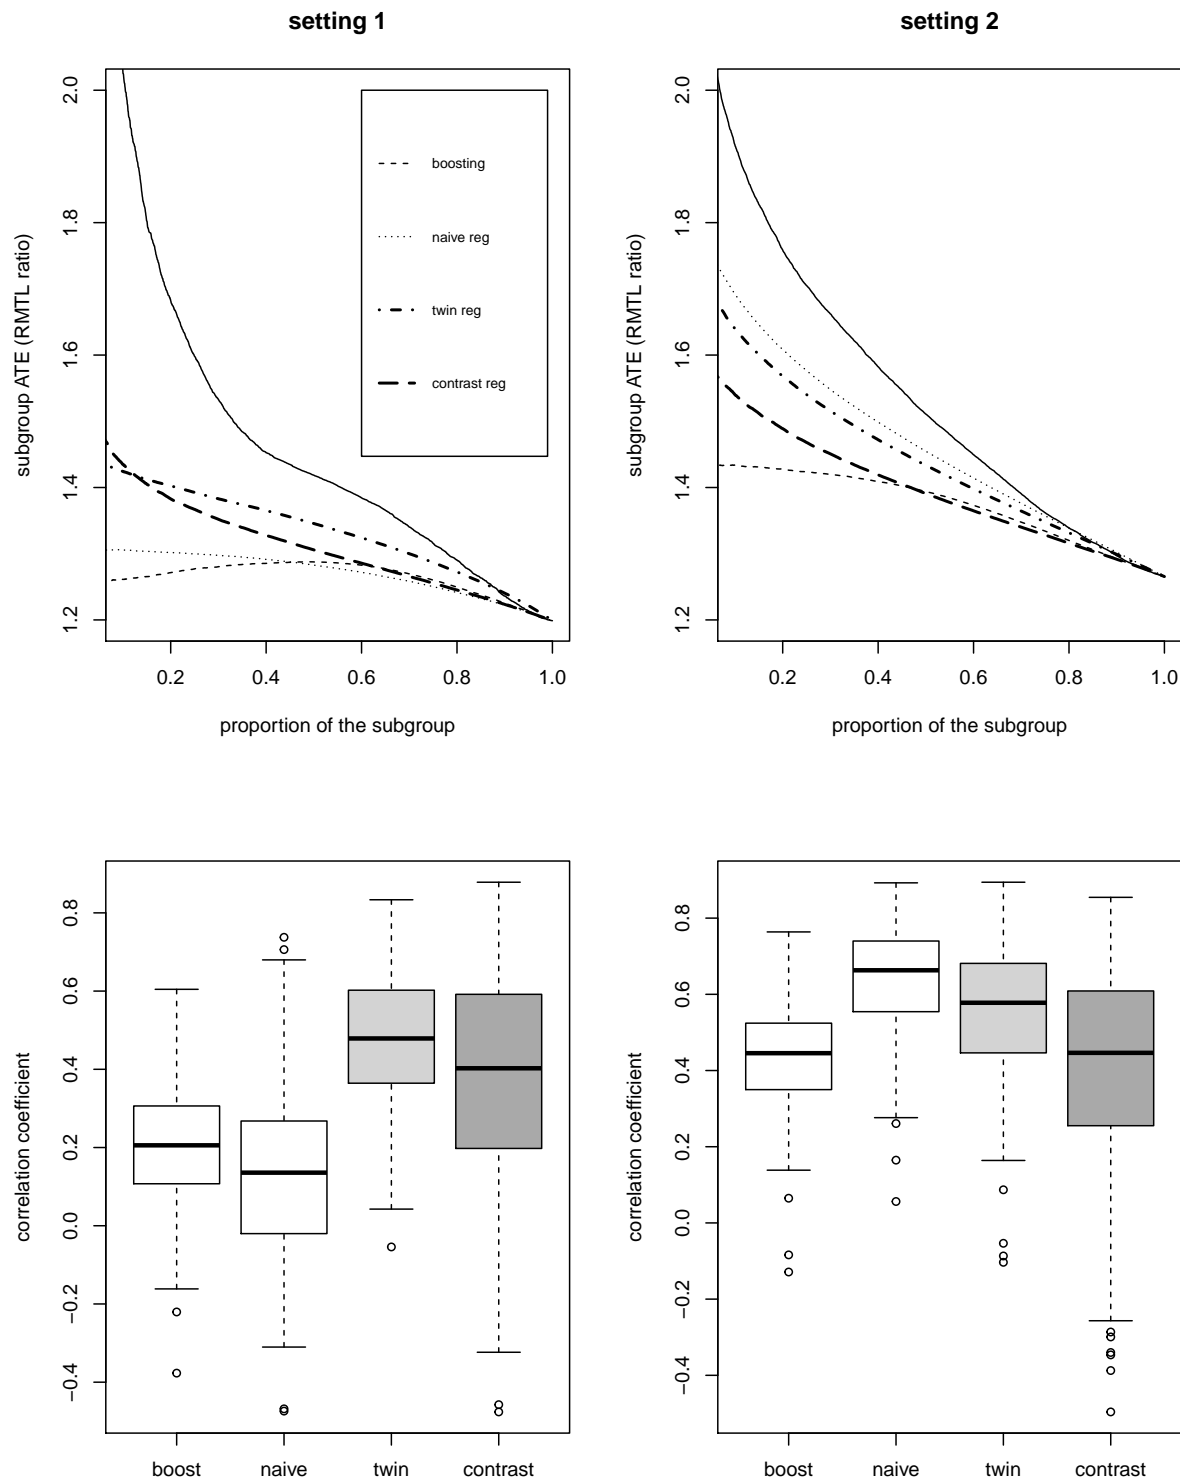 setting 1
subgroup ATE (RMTL ratio)
2.0
1.8
1.6
1.4
1.2
boosting
naive reg
twin reg
contrast reg
0.2 0.4 0.6 0.8 1.0
proportion of the subgroup
setting 2
subgroup ATE (RMTL ratio)
2.0
1.8
1.6
1.4
1.2
0.2 0.4 0.6 0.8 1.0
proportion of the subgroup
correlation coefficient
0.8
0.6
0.4
0.2
0.0
−0.2
−0.4
boost naive twin contrast
correlation coefficient
0.8
0.6
0.4
0.2
0.0
−0.2
−0.4
boost naive twin contrast